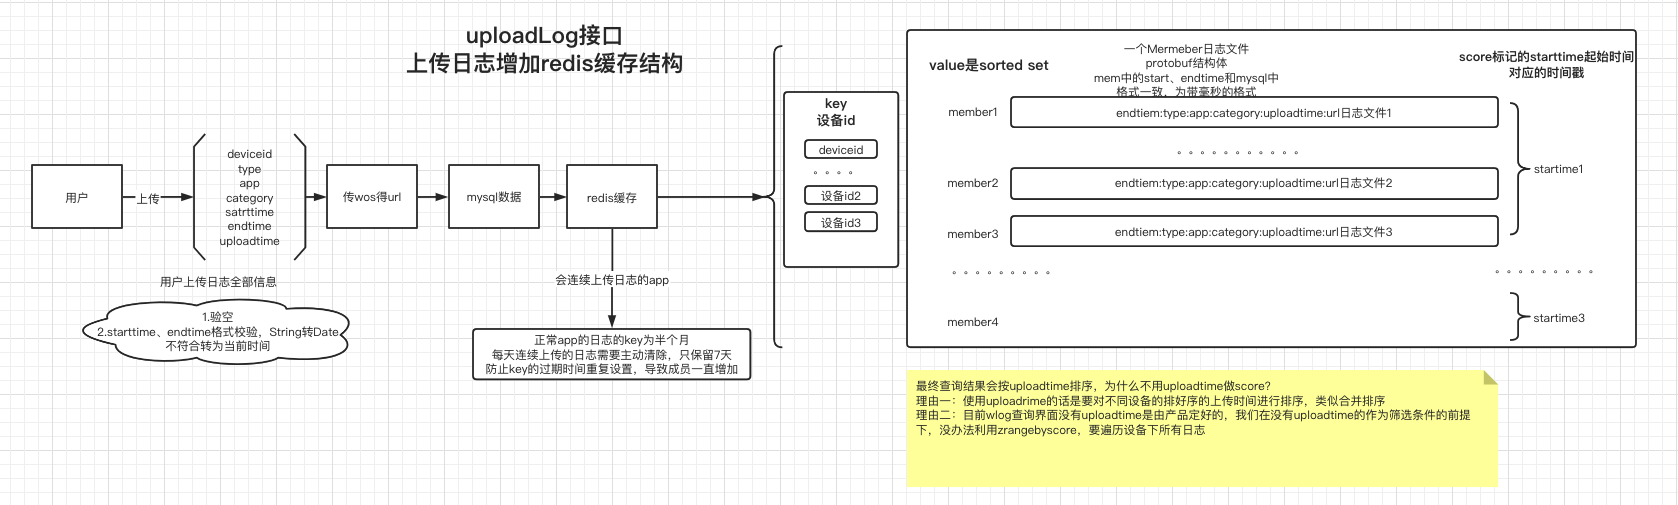 uploadLog接口
上传日志增加redis缓存结构
用户
上传
deviceid
type
app
category
satrttime
endtime
uploadtime
用户上传日志全部信息
1.验空
2.starttime、endtime格式校验，String转Date,
不符合转为当前时间
传wos得url
mysql数据
redis缓存
会连续上传日志的app
正常app的日志的key为半个月
每天连续上传的日志需要主动清除，只保留7天
防止key的过期时间重复设置，导致成员一直增加
key
设备id
deviceid
。。。。
设备id2
设备id3
value是sorted set
一个Mermeber日志文件
protobuf结构体
mem中的start、endtime和mysql中
格式一致，为带毫秒的格式
score标记的starttime起始时间
对应的时间戳
member1
endtiem:type:app:category:uploadtime:url日志文件1
。。。。。。。。。。。
member2
endtiem:type:app:category:uploadtime:url日志文件2
startime1
member3
endtiem:type:app:category:uploadtime:url日志文件3
。。。。。。。。。
。。。。。。。。。
member4
startime3
最终查询结果会按uploadtime排序，为什么不用uploadtime做score?
理由一：使用uploadrime的话是要对不同设备的排好序的上传时间进行排序，类似合并排序
理由二：目前wlog查询界面没有uploadtime是由产品定好的，我们在没有uploadtime的作为筛选条件的前提
下，没办法利用zrangebyscore，要遍历设备下所有日志